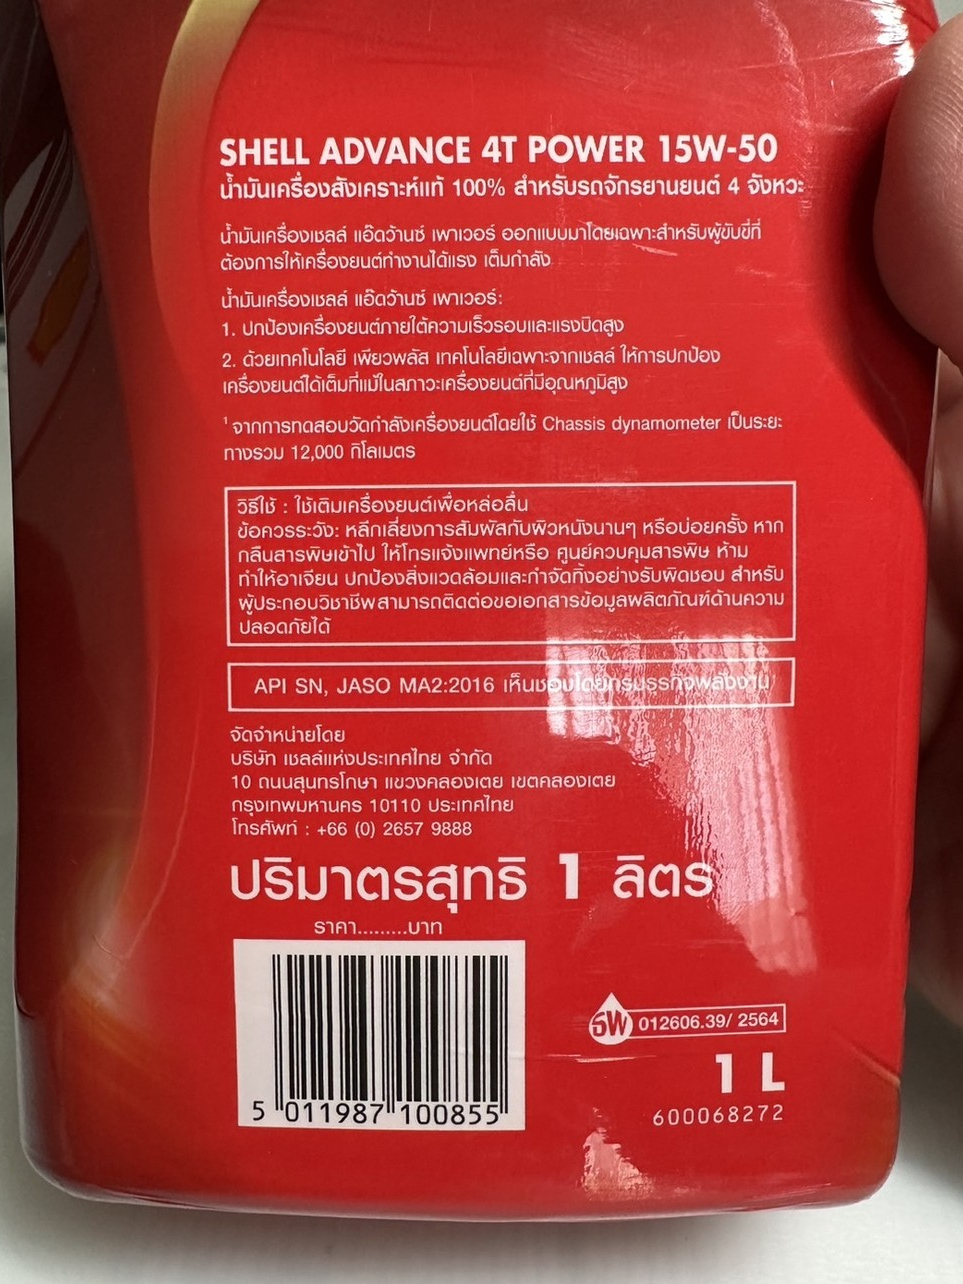 SHELL ADVANCE 4T POWER 15W-50
น้ำมันเครื่องสังเคราะห์แท้ 100% สำหรับรถจักรยานยนต์ 4 จังหวะ
น้ำมันเครื่องเชลล์ แอ๊ดว้านซ์ เพาเวอร์ ออกแบบมาโดยเฉพาะสำหรับผู้ขับขี่ที่
ต้องการให้เครื่องยนต์ทำงานได้แรง เต็มกำลัง
น้ำมันเครื่องเชลล์ แอ๊ดว้านซ์ เพาเวอร์:
1. ปกป้องเครื่องยนต์ภายใต้ความเร็วรอบและแรงบิดสูง
2. ด้วยเทคโนโลยี เพียวพลัส เทคโนโลยีเฉพาะจากเชลล์ ให้การปกป้อง
เครื่องยนต์ได้เต็มที่แม้ในสภาวะเครื่องยนต์ที่มีอุณหภูมิสูง
¹ จากการทดสอบวัดกำลังเครื่องยนต์โดยใช้ Chassis dynamometer เป็นระยะ
ทางรวม 12,000 กิโลเมตร
วิธีใช้ : ใช้เติมเครื่องยนต์เพื่อหล่อลื่น
ข้อควรระวัง: หลีกเลี่ยงการสัมผัสกับผิวหนังนานๆ หรือบ่อยครั้ง หาก
กลืนสารพิษเข้าไป ให้โทรแจ้งแพทย์หรือ ศูนย์ควบคุมสารพิษ ห้าม
ทำให้อาเจียน ปกป้องสิ่งแวดล้อมและกำจัดทิ้งอย่างรับผิดชอบ สำหรับ
ผู้ประกอบวิชาชีพสามารถติดต่อขอเอกสารข้อมูลผลิตภัณฑ์ด้านความ
ปลอดภัยได้
API SN, JASO MA2:2016 เห็นชอบโดยกรมธุรกิจพลังงาน
จัดจำหน่ายโดย
บริษัท เชลล์แห่งประเทศไทย จำกัด
10 ถนนสุนทรโกษา แขวงคลองเตย เขตคลองเตย
กรุงเทพมหานคร 10110 ประเทศไทย
โทรศัพท์ : +66 (0) 2657 9888
ปริมาตรสุทธิ 1 ลิตร
ราคา.........บาท
5 011987 100855
ธพ 012606.39/ 2564
1 L
600068272